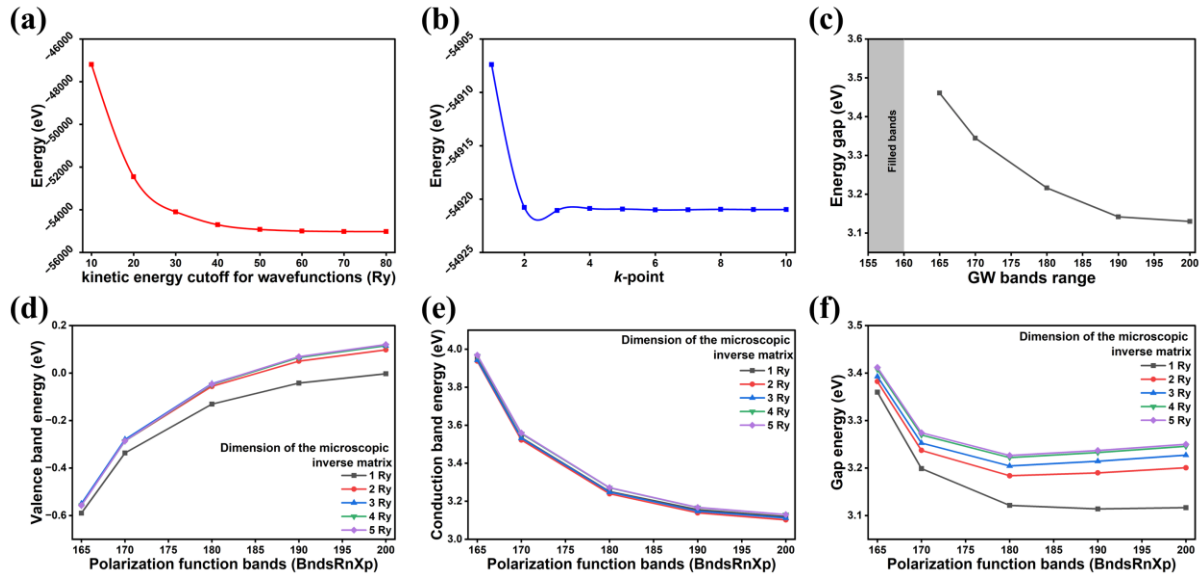 (a)
−46000
−48000
−50000
−52000
−54000
−56000
Energy (eV)
10 20 30 40 50 60 70 80
kinetic energy cutoff for wavefunctions (Ry)
(b)
−54905
−54910
−54915
−54920
−54925
Energy (eV)
2 4 6 8 10
k-point
(c)
3.6
3.5
3.4
3.3
3.2
3.1
Energy gap (eV)
Filled bands
155 160 165 170 175 180 185 190 195 200
GW bands range
(d)
0.2
0.0
−0.2
−0.4
−0.6
Valence band energy (eV)
Dimension of the microscopic
inverse matrix
1 Ry
2 Ry
3 Ry
4 Ry
5 Ry
165 170 175 180 185 190 195 200
Polarization function bands (BndsRnXp)
(e)
4.0
3.8
3.6
3.4
3.2
3.0
Conduction band energy (eV)
Dimension of the microscopic
inverse matrix
1 Ry
2 Ry
3 Ry
4 Ry
5 Ry
165 170 175 180 185 190 195 200
Polarization function bands (BndsRnXp)
(f)
3.5
3.4
3.3
3.2
3.1
Gap energy (eV)
Dimension of the microscopic
inverse matrix
1 Ry
2 Ry
3 Ry
4 Ry
5 Ry
165 170 175 180 185 190 195 200
Polarization function bands (BndsRnXp)